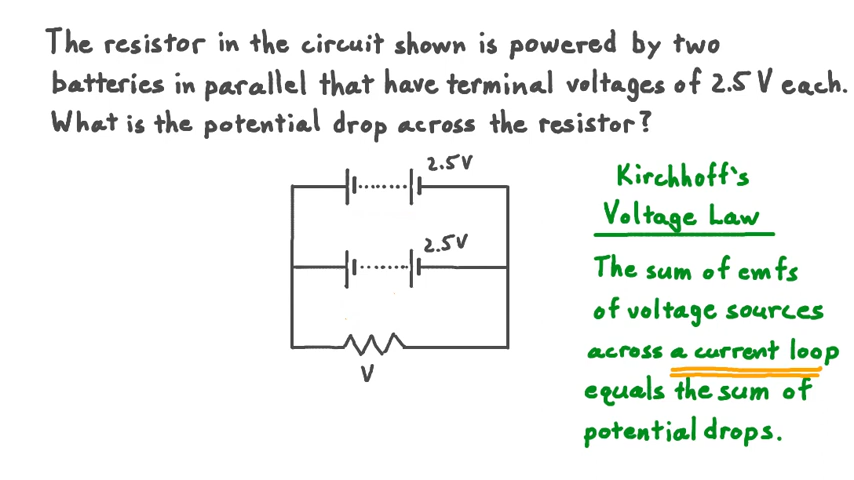 The resistor in the circuit shown is powered by two
batteries in parallel that have terminal voltages of 2.5 V each.
What is the potential drop across the resistor?
2.5V
2.5V
V
Kirchhoff's
Voltage Law
The sum of emfs
of voltage sources
across a current loop
equals the sum of
potential drops.